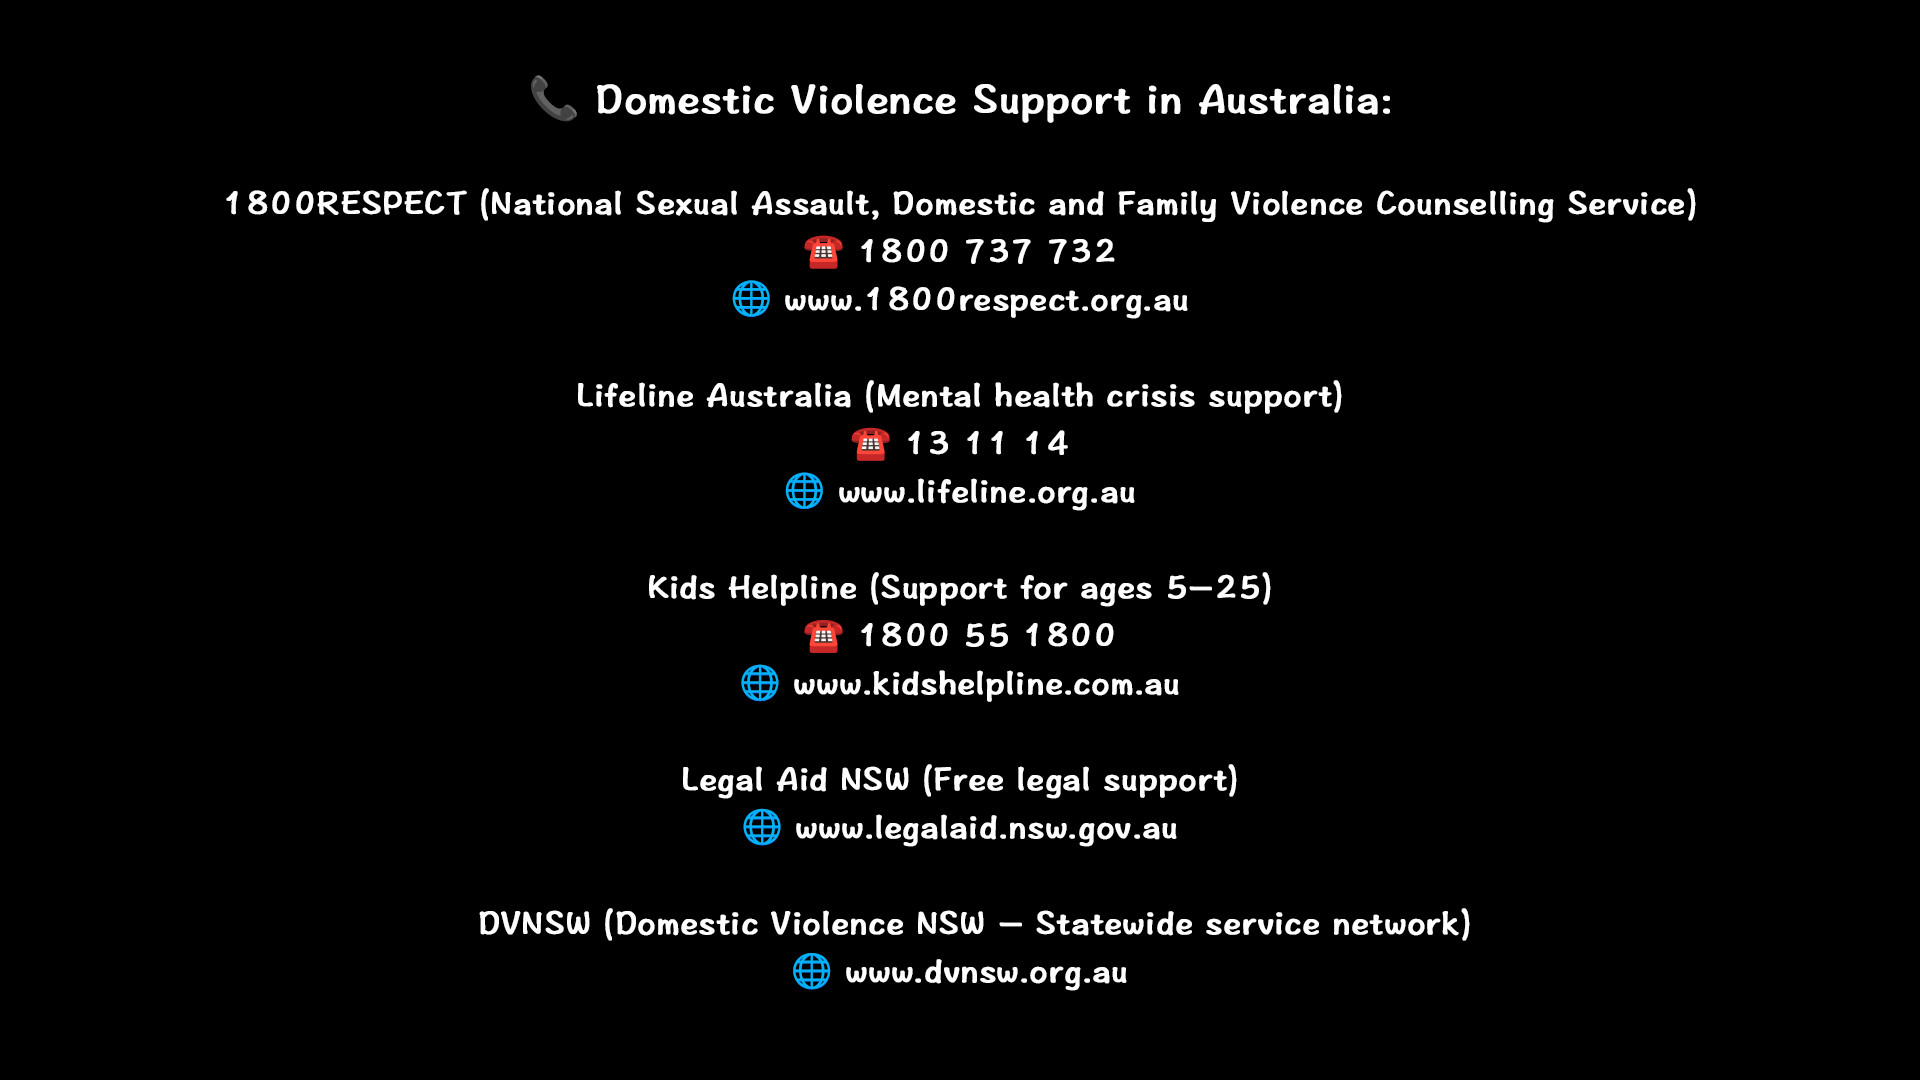 📞 Domestic Violence Support in Australia:
1800RESPECT (National Sexual Assault, Domestic and Family Violence Counselling Service)
☎️ 1800 737 732
🌐 www.1800respect.org.au
Lifeline Australia (Mental health crisis support)
☎️ 13 11 14
🌐 www.lifeline.org.au
Kids Helpline (Support for ages 5–25)
☎️ 1800 55 1800
🌐 www.kidshelpline.com.au
Legal Aid NSW (Free legal support)
🌐 www.legalaid.nsw.gov.au
DVNSW (Domestic Violence NSW – Statewide service network)
🌐 www.dvnsw.org.au